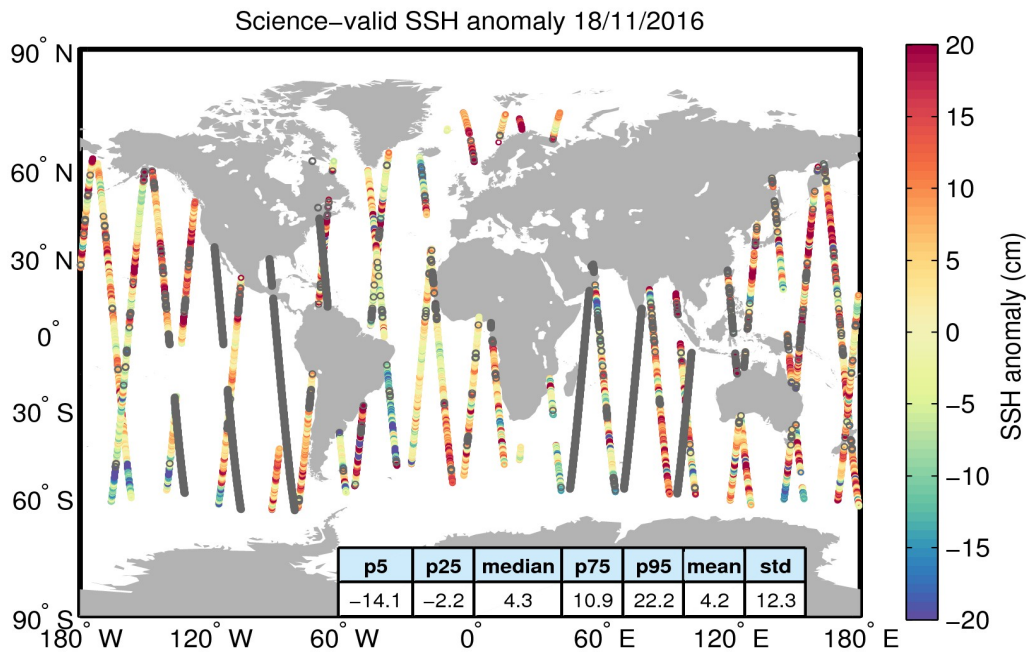 Science−valid SSH anomaly 18/11/2016
90° N
60° N
30° N
0°
30° S
60° S
90° S
180° W
120° W
60° W
0°
60° E
120° E
180° E
p5 p25 median p75 p95 mean std
−14.1 −2.2 4.3 10.9 22.2 4.2 12.3
20
15
10
5
0
−5
−10
−15
−20
SSH anomaly (cm)